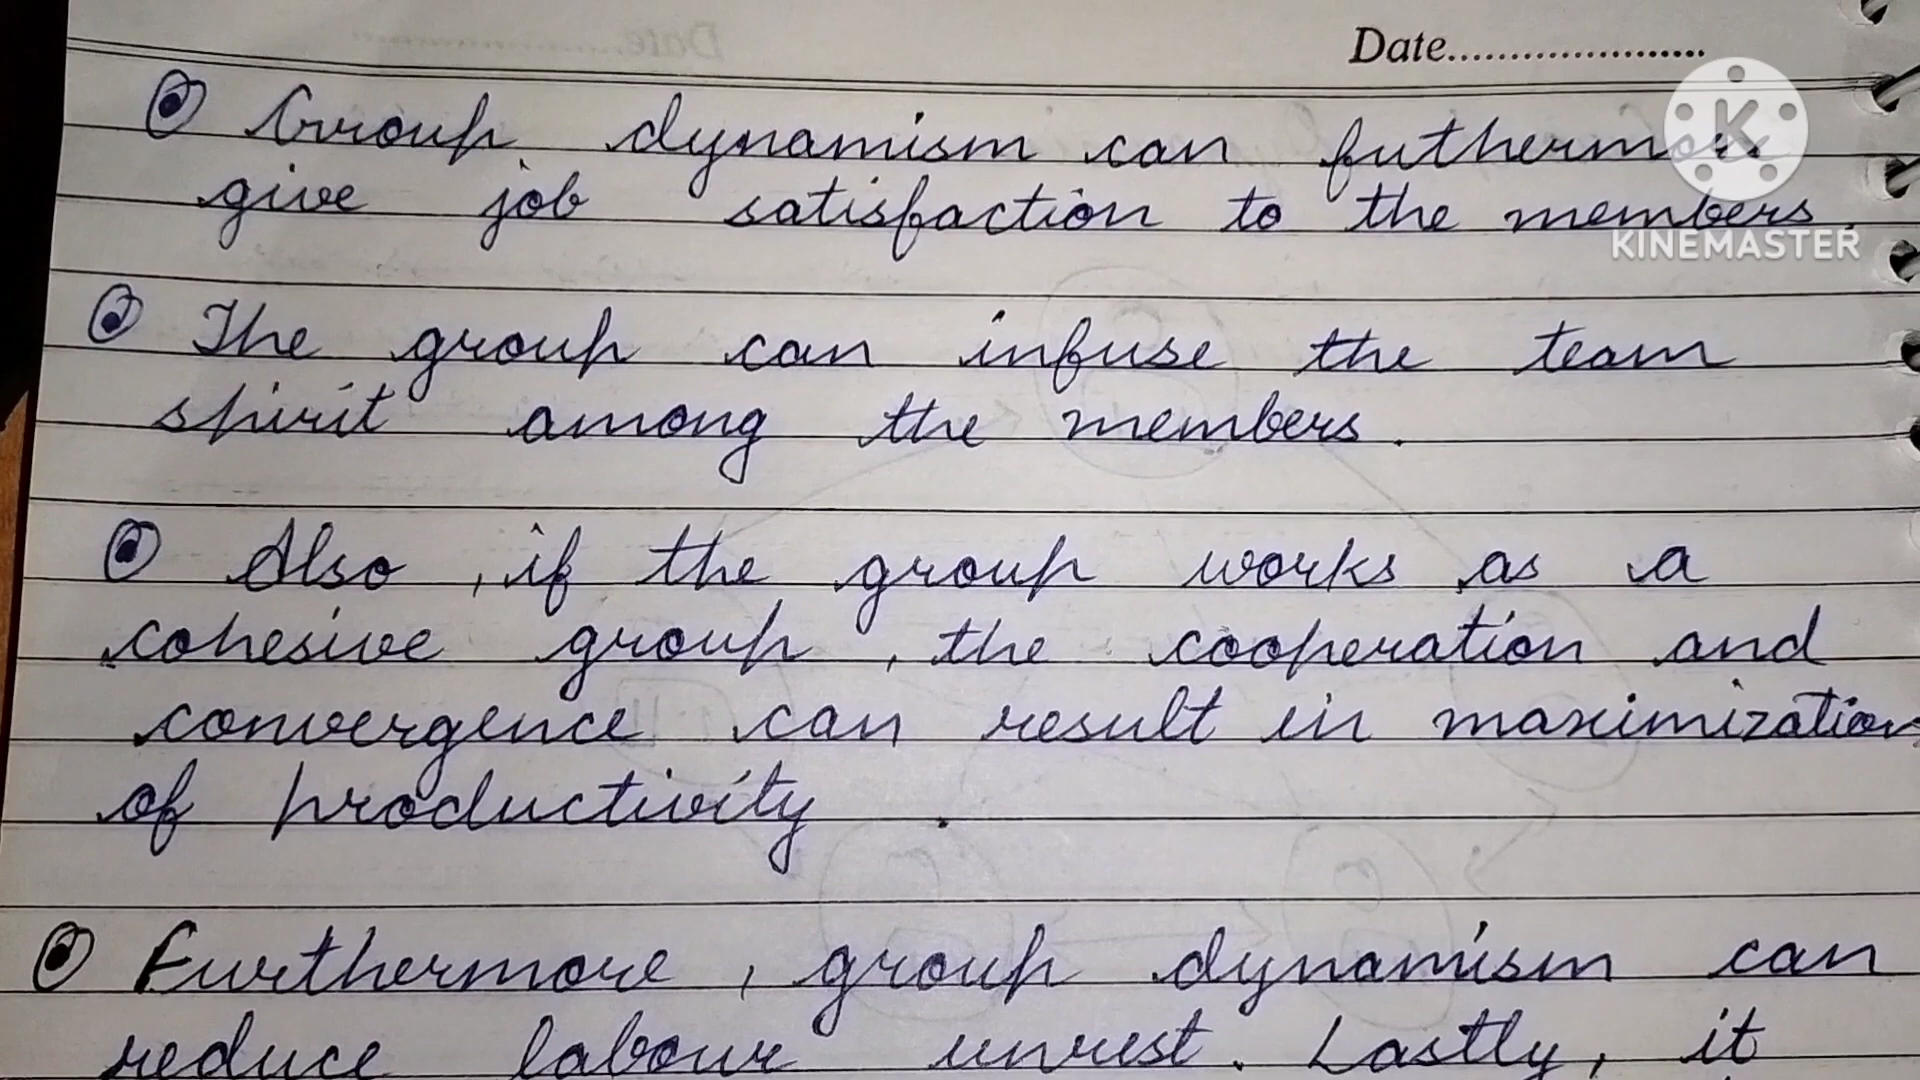 Date.....................
Group dynamism can futhermore
give job satisfaction to the members.
KINEMASTER
The group can infuse the team
spirit among the members.
Also, if the group works as a
cohesive group, the cooperation and
convergence can result in maximization
of productivity.
Furthermore, group dynamism can
reduce labour unrest. Lastly, it